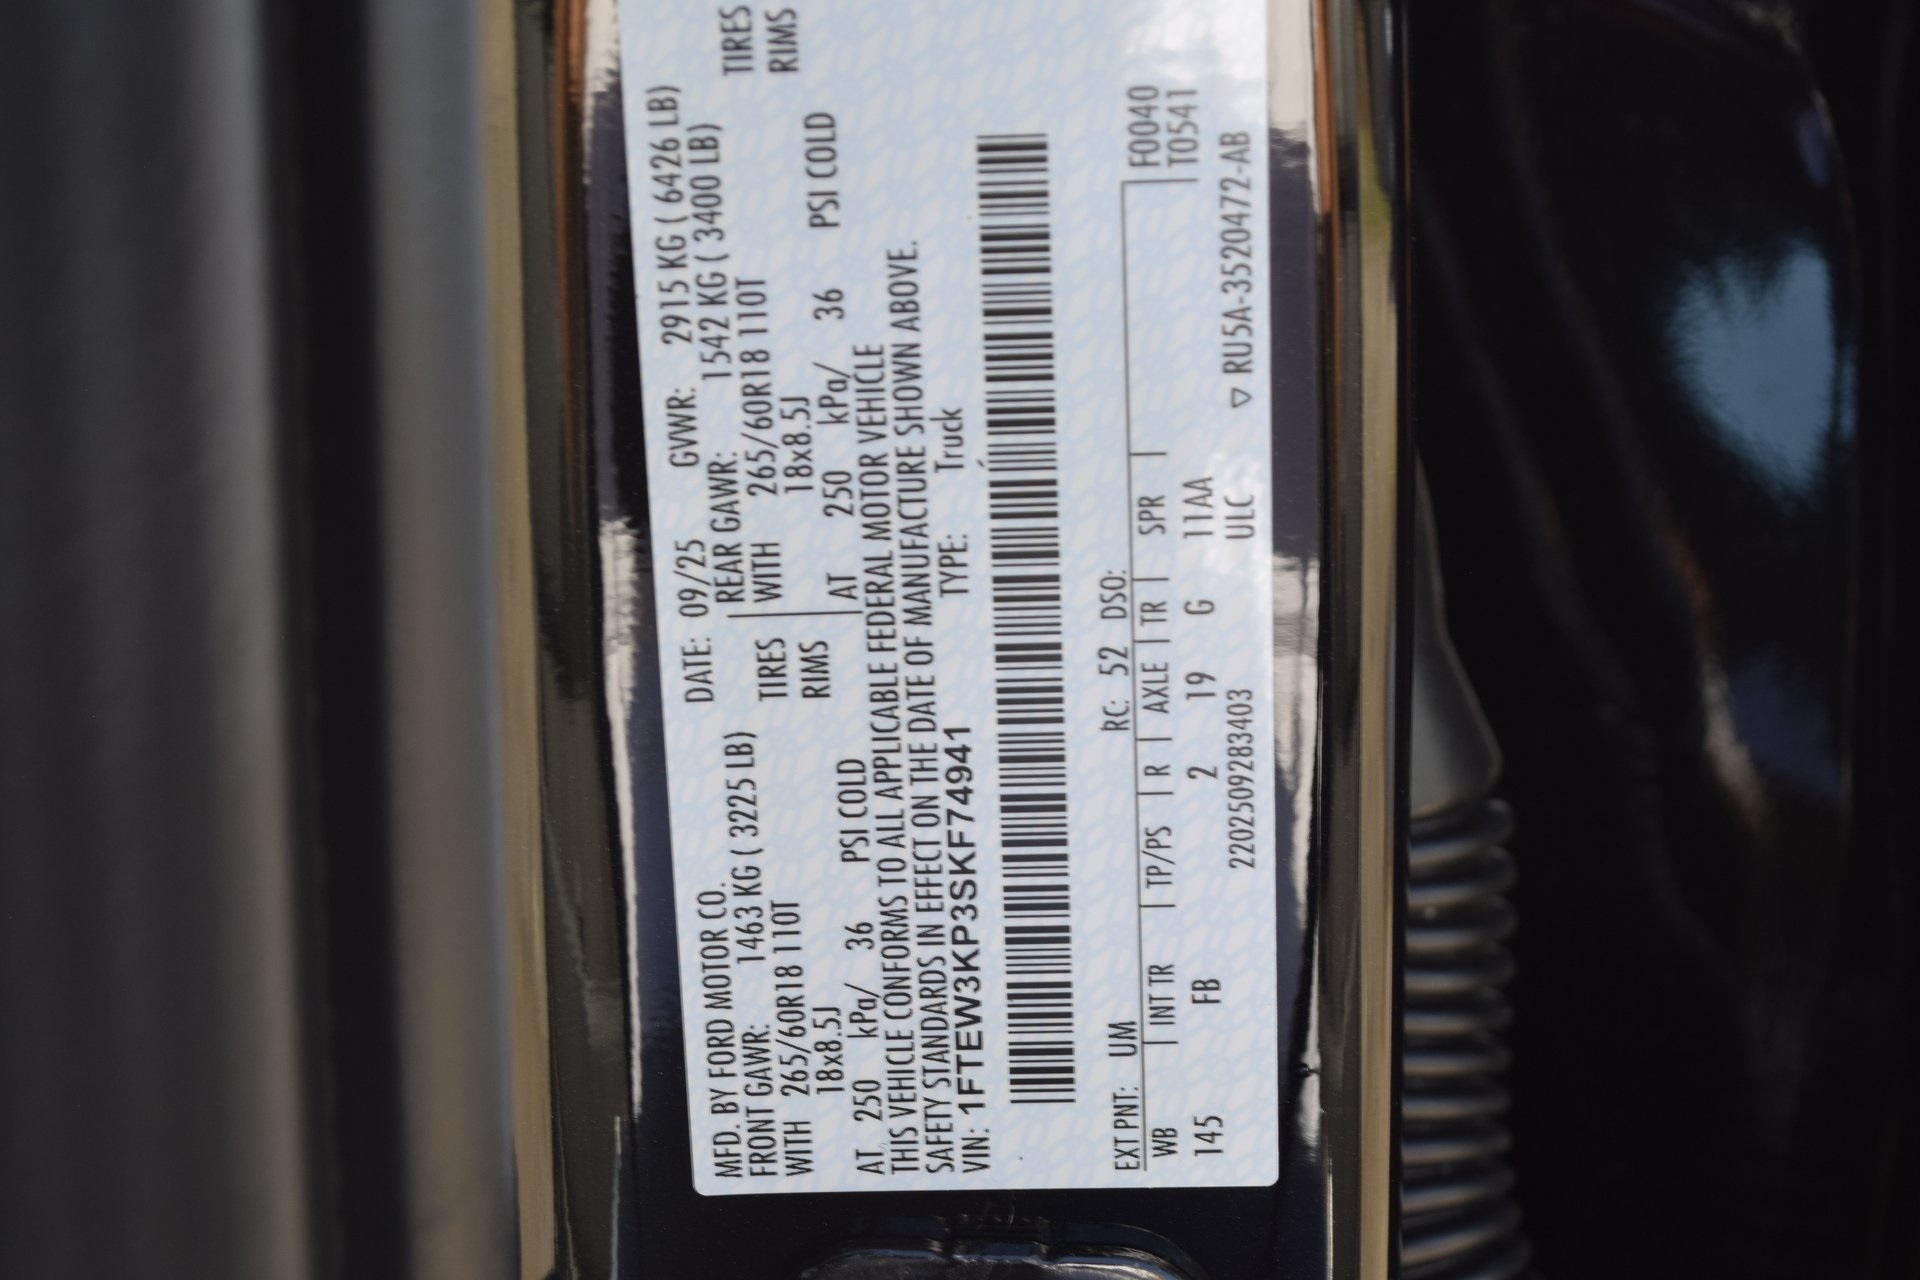 MFD. BY FORD MOTOR CO. DATE: 09/25 GVWR: 2915 KG ( 6426 LB)
FRONT GAWR: 1463 KG ( 3225 LB) REAR GAWR: 1542 KG ( 3400 LB)
WITH 265/60R18 110T TIRES WITH 265/60R18 110T TIRES
18x8.5J RIMS 18x8.5J RIMS
AT 250 kPa/ 36 PSI COLD AT 250 kPa/ 36 PSI COLD
THIS VEHICLE CONFORMS TO ALL APPLICABLE FEDERAL MOTOR VEHICLE
SAFETY STANDARDS IN EFFECT ON THE DATE OF MANUFACTURE SHOWN ABOVE.
VIN: 1FTEW3KP3SKF74941 TYPE: Truck
EXT PNT: UM RC: 52 DSO: F0040
WB INT TR TP/PS R AXLE TR SPR T0541
145 FB 2 19 G 11AA
2202509283403 ULC ▽ RU5A-3520472-AB